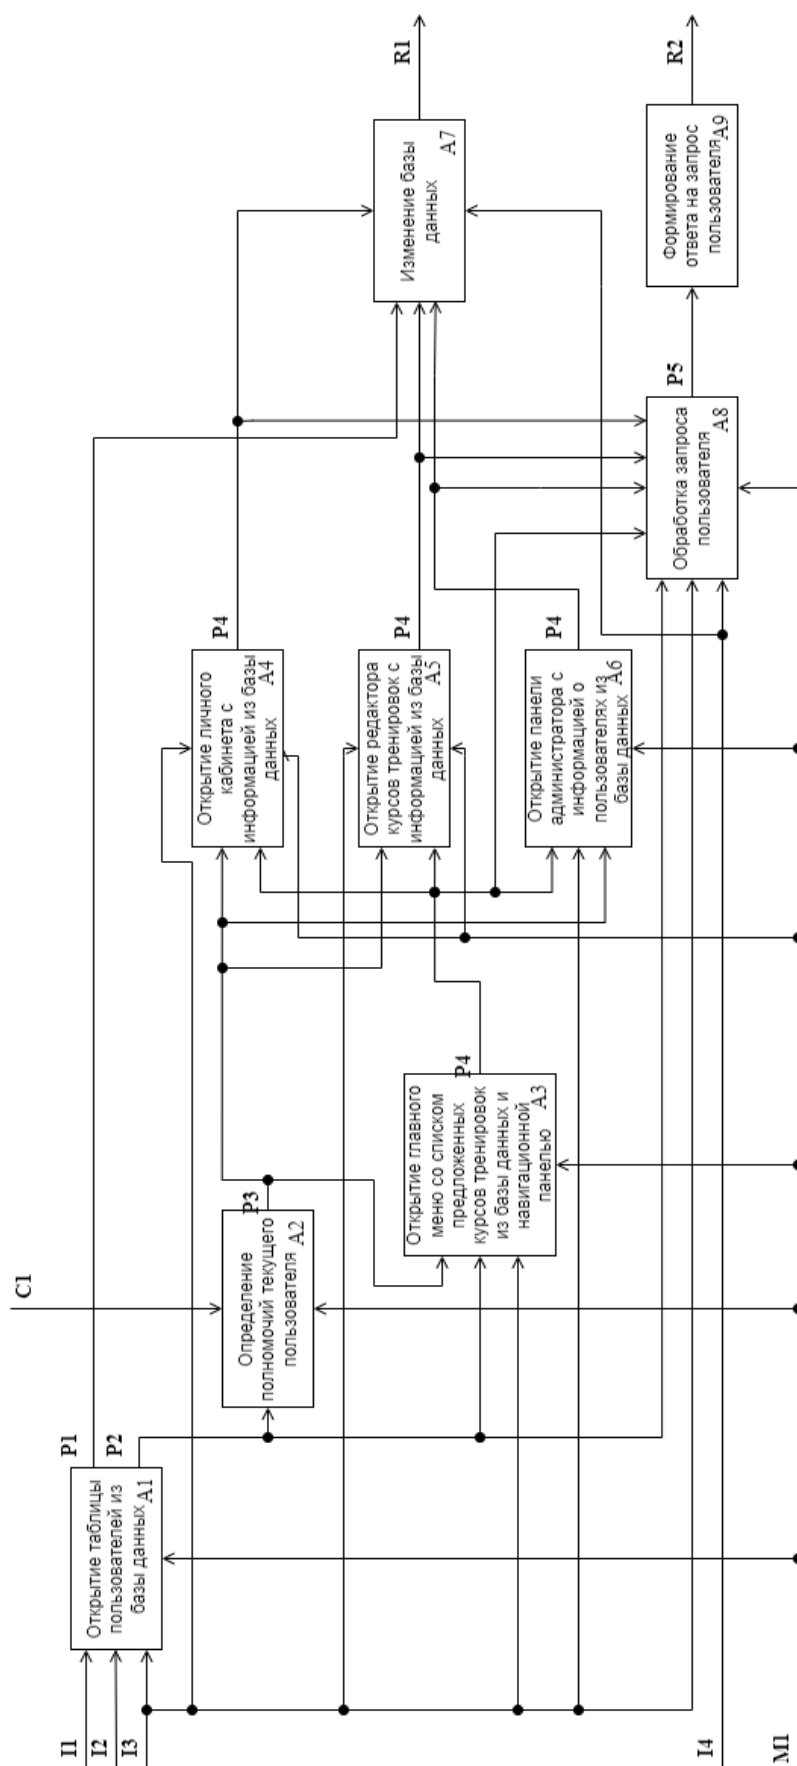 C1
I1
I2
I3
I4
M1
Открытие таблицы
пользователей из
базы данных
A1
P1
P2
Определение
полномочий текущего
пользователя
A2
P3
Открытие главного
меню со списком
предложенных
курсов тренировок
из базы данных и
навигационной
панелью
A3
P4
Открытие личного
кабинета с
информацией из базы
данных
A4
P4
Открытие редактора
курсов тренировок с
информацией из базы
данных
A5
P4
Открытие панели
администратора с
информацией о
пользователях из
базы данных
A6
P4
Изменение базы
данных
A7
R1
Обработка запроса
пользователя
A8
P5
Формирование
ответа на запрос
пользователя
A9
R2